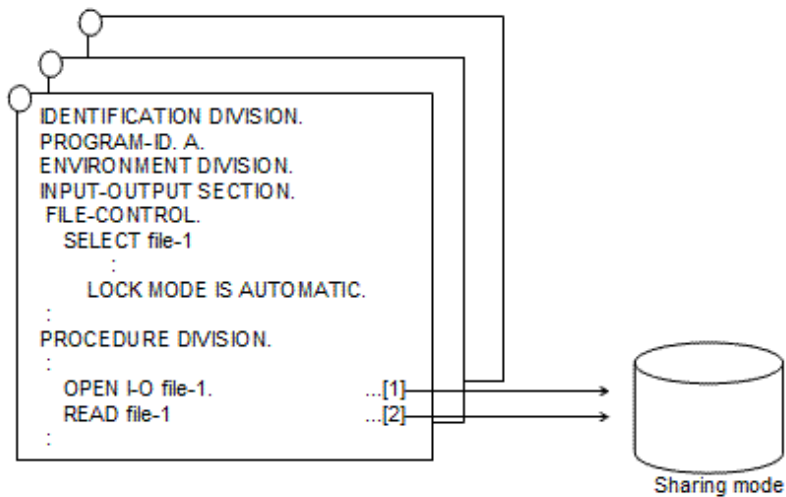 IDENTIFICATION DIVISION.
PROGRAM-ID. A.
ENVIRONMENT DIVISION.
INPUT-OUTPUT SECTION.
FILE-CONTROL.
SELECT file-1
:
LOCK MODE IS AUTOMATIC.
:
PROCEDURE DIVISION.
:
OPEN I-O file-1. ...[1]
READ file-1 ...[2]
:
Sharing mode